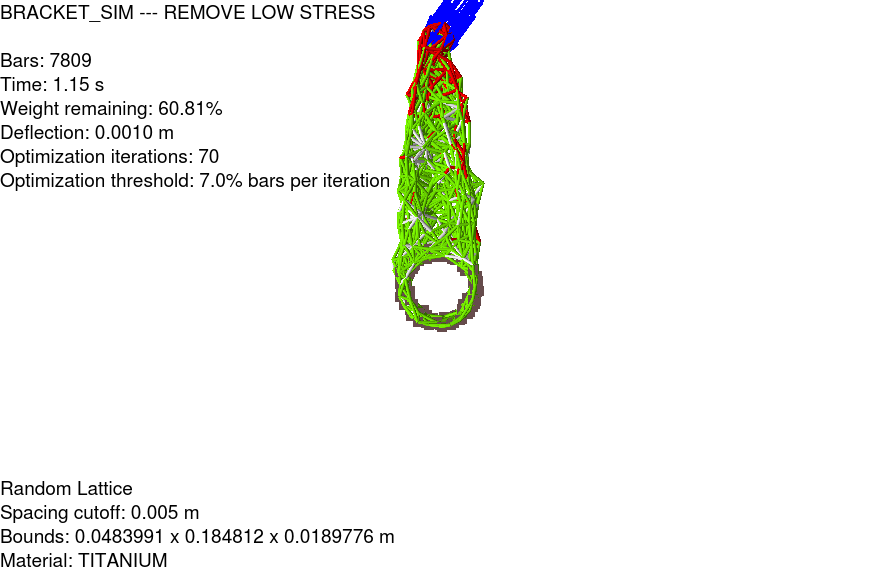 BRACKET_SIM --- REMOVE LOW STRESS
Bars: 7809
Time: 1.15 s
Weight remaining: 60.81%
Deflection: 0.0010 m
Optimization iterations: 70
Optimization threshold: 7.0% bars per iteration
Random Lattice
Spacing cutoff: 0.005 m
Bounds: 0.0483991 x 0.184812 x 0.0189776 m
Material: TITANIUM